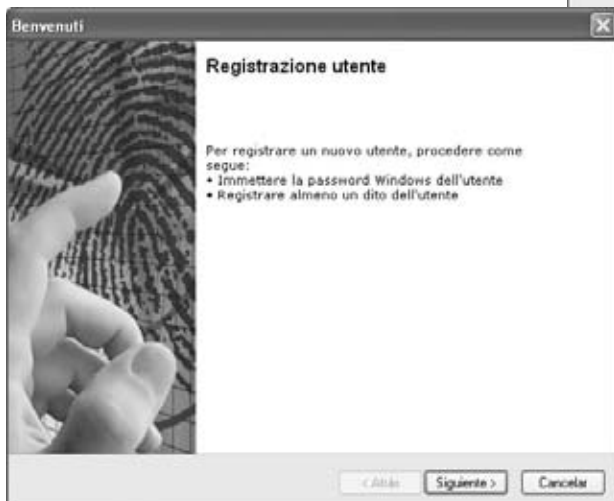 Benvenuti
Registrazione utente
Per registrare un nuovo utente, procedere come
segue:
• Immettere la password Windows dell'utente
• Registrare almeno un dito dell'utente
< Atrás
Siguiente >
Cancelar